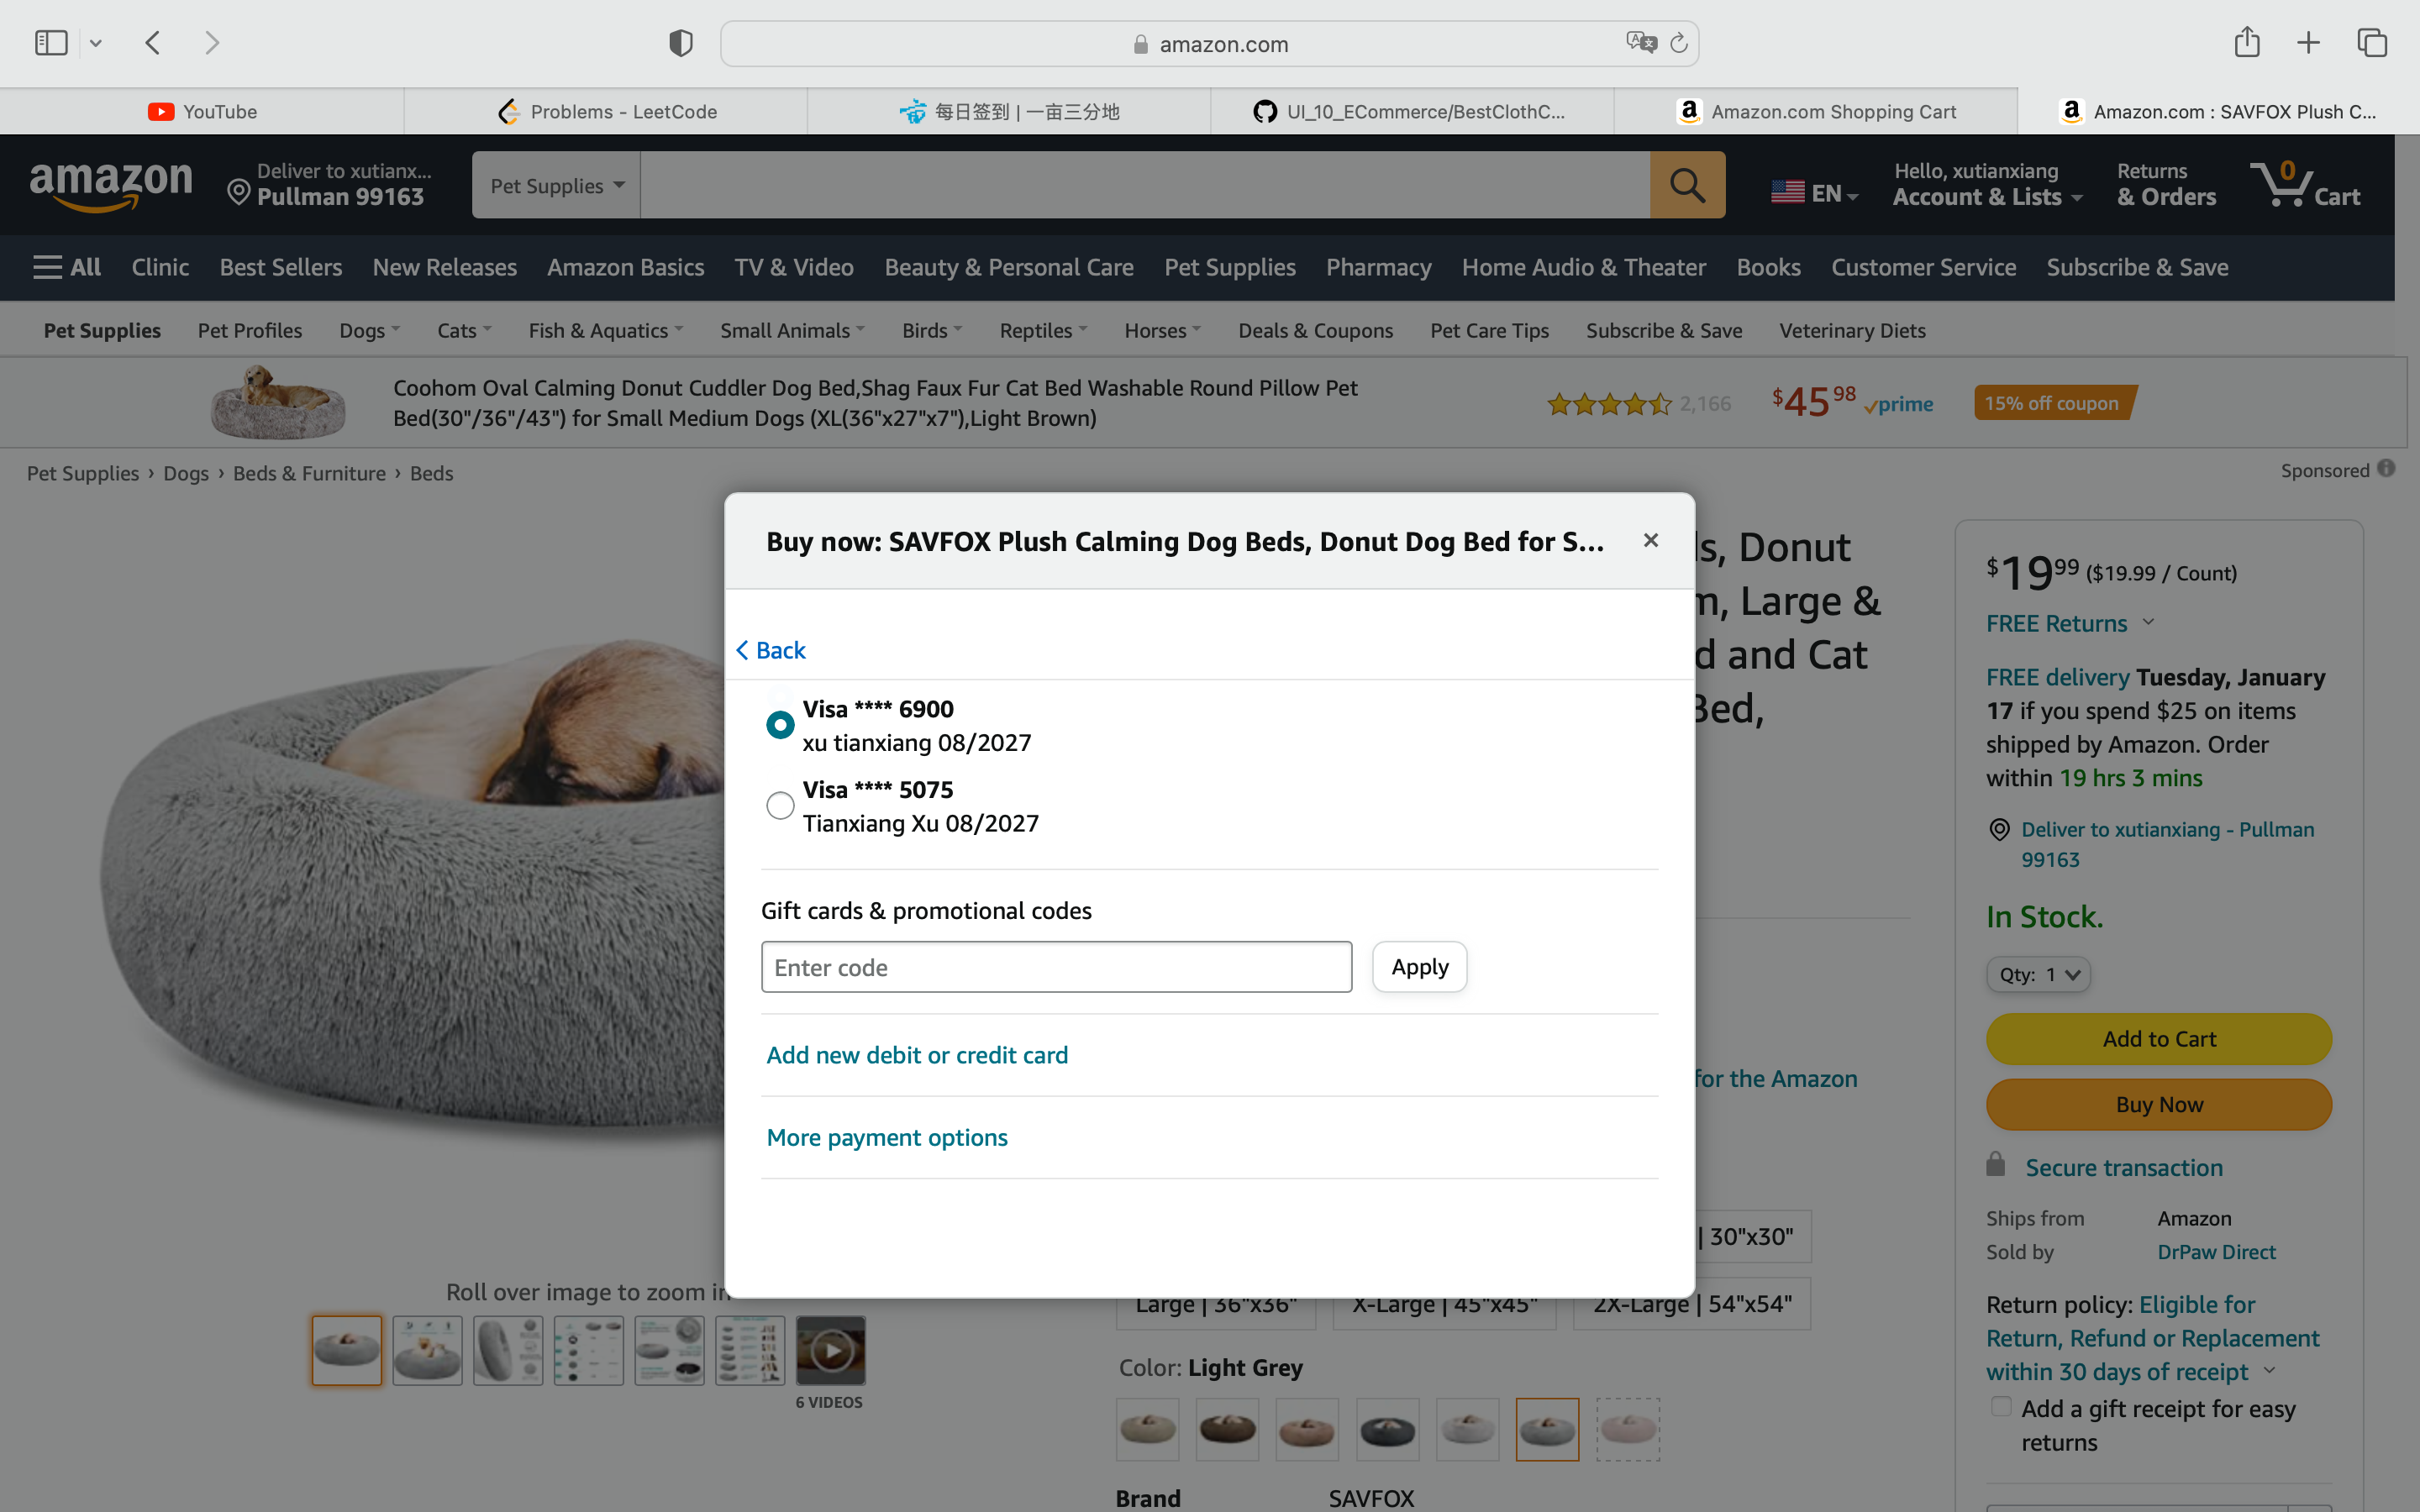 amazon.com
YouTube
Problems - LeetCode
每日签到 | 一亩三分地
UI_10_ECommerce/BestClothC...
Amazon.com Shopping Cart
Amazon.com : SAVFOX Plush C...
amazon
Deliver to xutianx...
Pullman 99163
Pet Supplies
EN
Hello, xutianxiang
Account & Lists
Returns
& Orders
0
Cart
All
Clinic
Best Sellers
New Releases
Amazon Basics
TV & Video
Beauty & Personal Care
Pet Supplies
Pharmacy
Home Audio & Theater
Books
Customer Service
Subscribe & Save
Pet Supplies
Pet Profiles
Dogs
Cats
Fish & Aquatics
Small Animals
Birds
Reptiles
Horses
Deals & Coupons
Pet Care Tips
Subscribe & Save
Veterinary Diets
Coohom Oval Calming Donut Cuddler Dog Bed,Shag Faux Fur Cat Bed Washable Round Pillow Pet
Bed(30"/36"/43") for Small Medium Dogs (XL(36"x27"x7"),Light Brown)
2,166
$45 98
prime
15% off coupon
Pet Supplies › Dogs › Beds & Furniture › Beds
Sponsored
Buy now: SAVFOX Plush Calming Dog Beds, Donut Dog Bed for S...
Back
Visa **** 6900
xu tianxiang 08/2027
Visa **** 5075
Tianxiang Xu 08/2027
Gift cards & promotional codes
Enter code
Apply
Add new debit or credit card
More payment options
s, Donut
, Large &
d and Cat
Bed,
for the Amazon
| 30"x30"
Large | 36"x36"
X-Large | 45"x45"
2X-Large | 54"x54"
Color: Light Grey
Brand
SAVFOX
Roll over image to zoom in
6 VIDEOS
$19 99 ($19.99 / Count)
FREE Returns
FREE delivery Tuesday, January
17 if you spend $25 on items
shipped by Amazon. Order
within 19 hrs 3 mins
Deliver to xutianxiang - Pullman
99163
In Stock.
Qty: 1
Add to Cart
Buy Now
Secure transaction
Ships from
Amazon
Sold by
DrPaw Direct
Return policy: Eligible for
Return, Refund or Replacement
within 30 days of receipt
Add a gift receipt for easy
returns